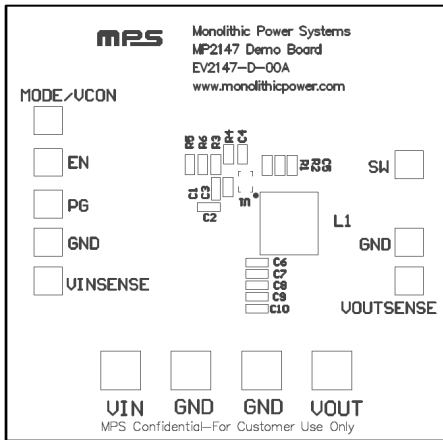 mps
Monolithic Power Systems
MP2147 Demo Board
EV2147-D-00A
www.monolithicpower.com
MODE/VCON
EN
PG
GND
VINSENSE
R5
R6
R3
R4
C4
C1
C3
C2
U1
R1
R2
C5
L1
C6
C7
C8
C9
C10
SW
GND
VOUTSENSE
VIN
GND
GND
VOUT
MPS Confidential-For Customer Use Only